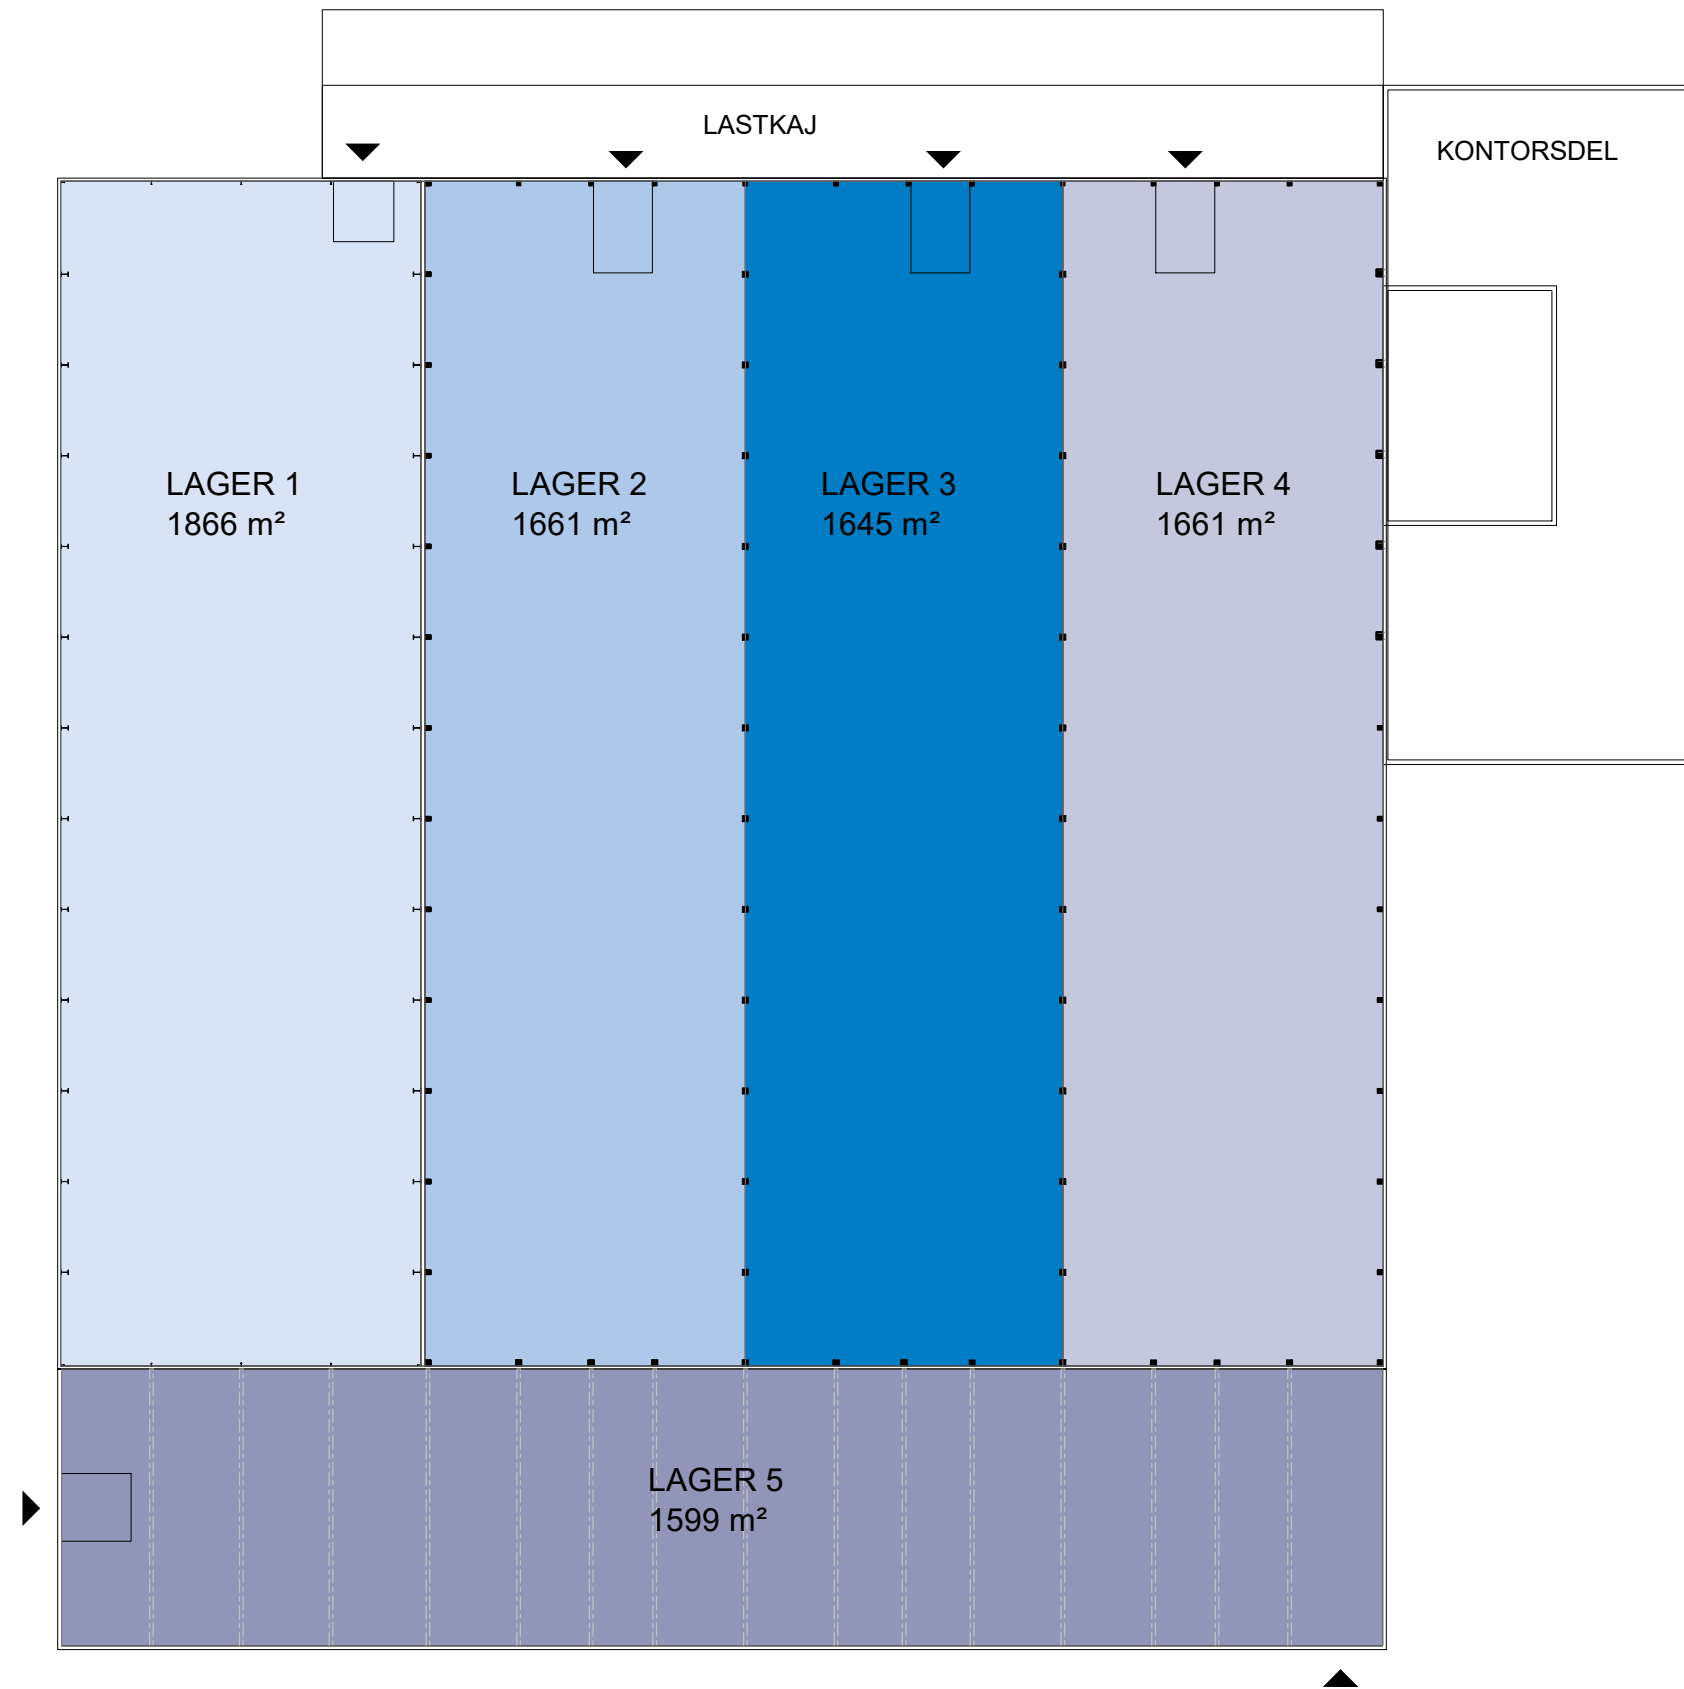 LASTKAJ
KONTORSDEL
LAGER 1
1866 m²
LAGER 2
1661 m²
LAGER 3
1645 m²
LAGER 4
1661 m²
LAGER 5
1599 m²